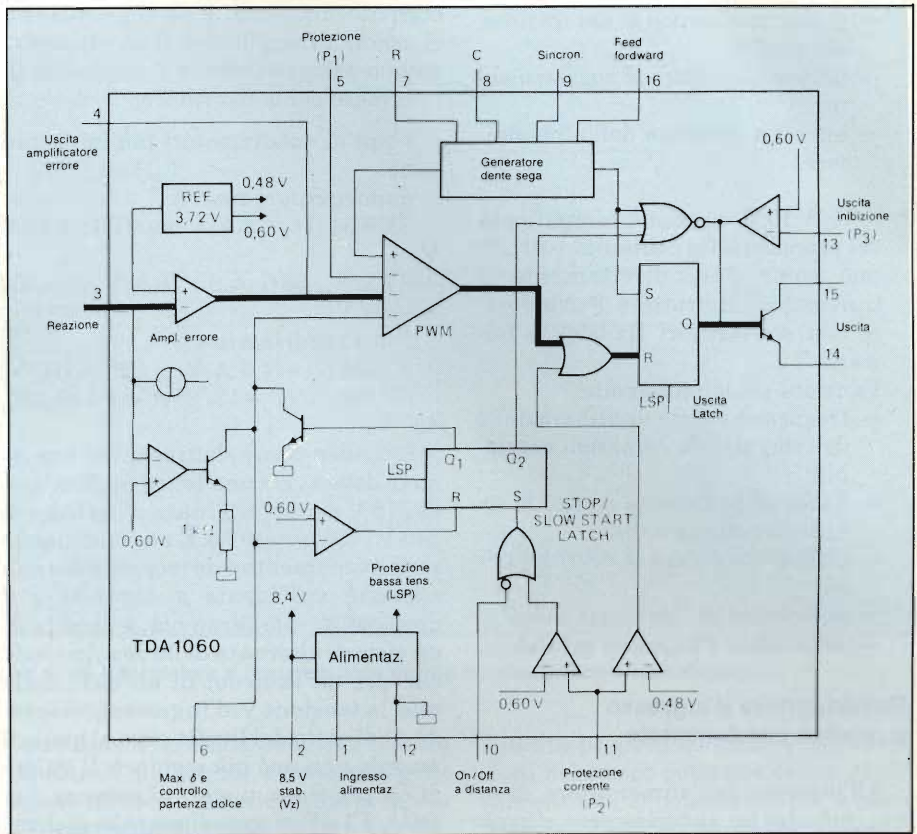 Protezione
(P1)
R
C
Sincron.
Feed
fordward
5
7
8
9
16
4
Uscita
amplificatore
errore
REF.
3,72 V
0,48 V
0,60 V
Generatore
dente sega
0,60 V
+
−
Uscita
inibizione
(P3)
13
3
Reazione
+
−
Ampl. errore
+
−
−
PWM
S
Q
R
LSP
Uscita
Latch
15
Uscita
14
0,60 V
1 kΩ
LSP
Q1
Q2
R
S
0,60 V
+
−
STOP/
SLOW START
LATCH
8,4 V
Protezione
bassa tens.
(LSP)
TDA1060
Alimentaz.
−
+
+
−
0,60 V
0,48 V
6
2
1
12
10
11
Max. δ e
controllo
partenza dolce
8,5 V
stab.
(Vz)
Ingresso
alimentaz.
On/Off
a distanza
Protezione
corrente
(P2)